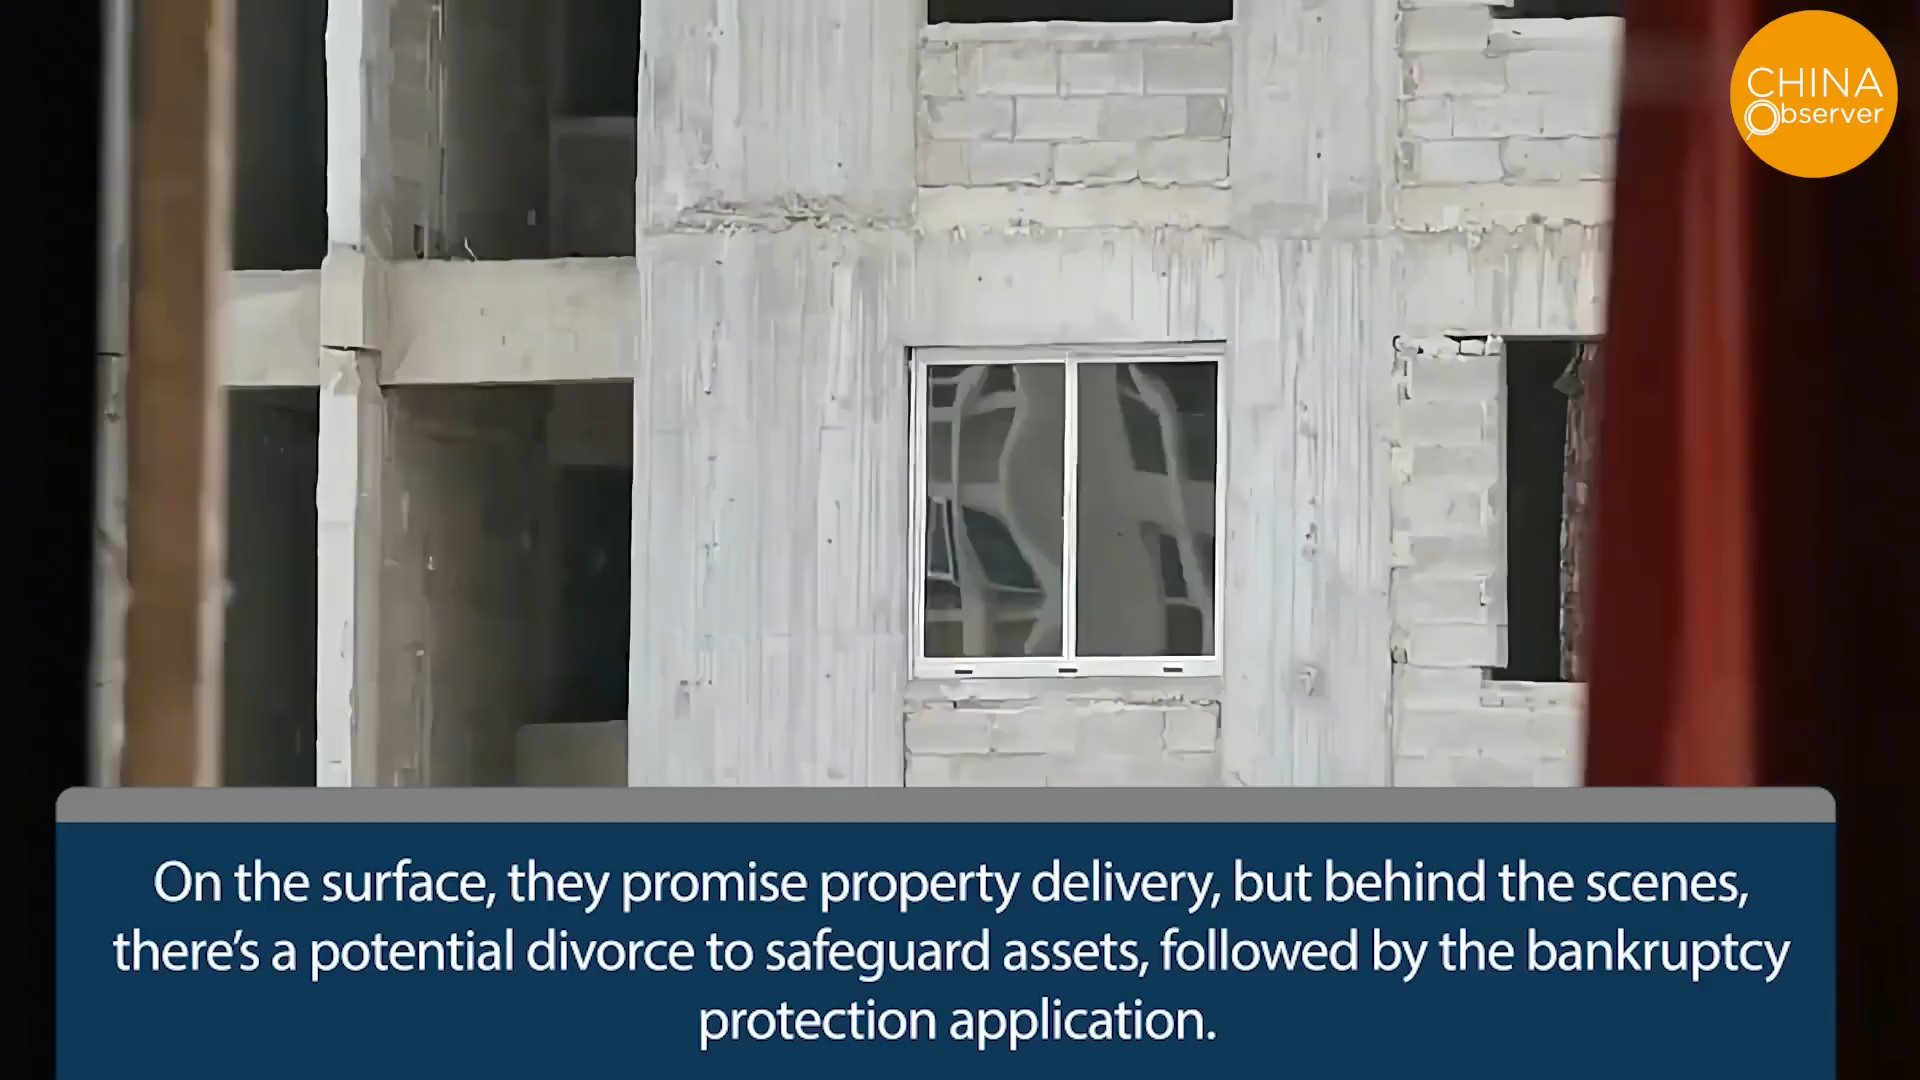 CHINA
Observer
On the surface, they promise property delivery, but behind the scenes,
there's a potential divorce to safeguard assets, followed by the bankruptcy
protection application.